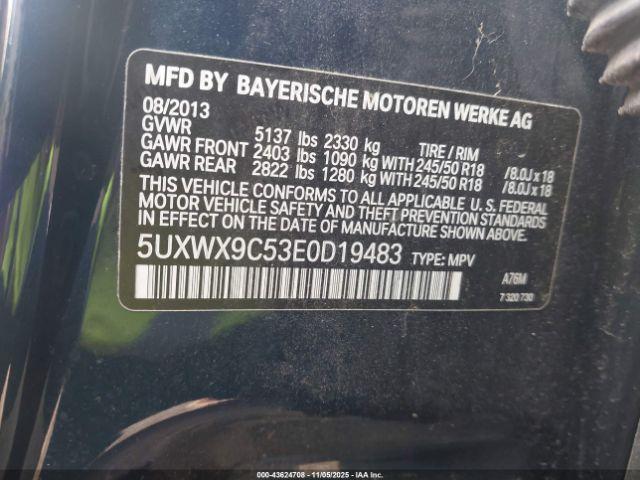 MFD BY BAYERISCHE MOTOREN WERKE AG
08/2013
GVWR 5137 lbs 2330 kg TIRE / RIM
GAWR FRONT 2403 lbs 1090 kg WITH 245/50 R18 /8.0J x 18
GAWR REAR 2822 lbs 1280 kg WITH 245/50 R18 /8.0J x 18
THIS VEHICLE CONFORMS TO ALL APPLICABLE U. S. FEDERAL
MOTOR VEHICLE SAFETY AND THEFT PREVENTION STANDARDS
IN EFFECT ON THE DATE OF MANUFACTURE SHOWN ABOVE.
5UXWX9C53E0D19483 TYPE: MPV
A76M
7 320 730
000-43624708 - 11/05/2025 - IAA Inc.